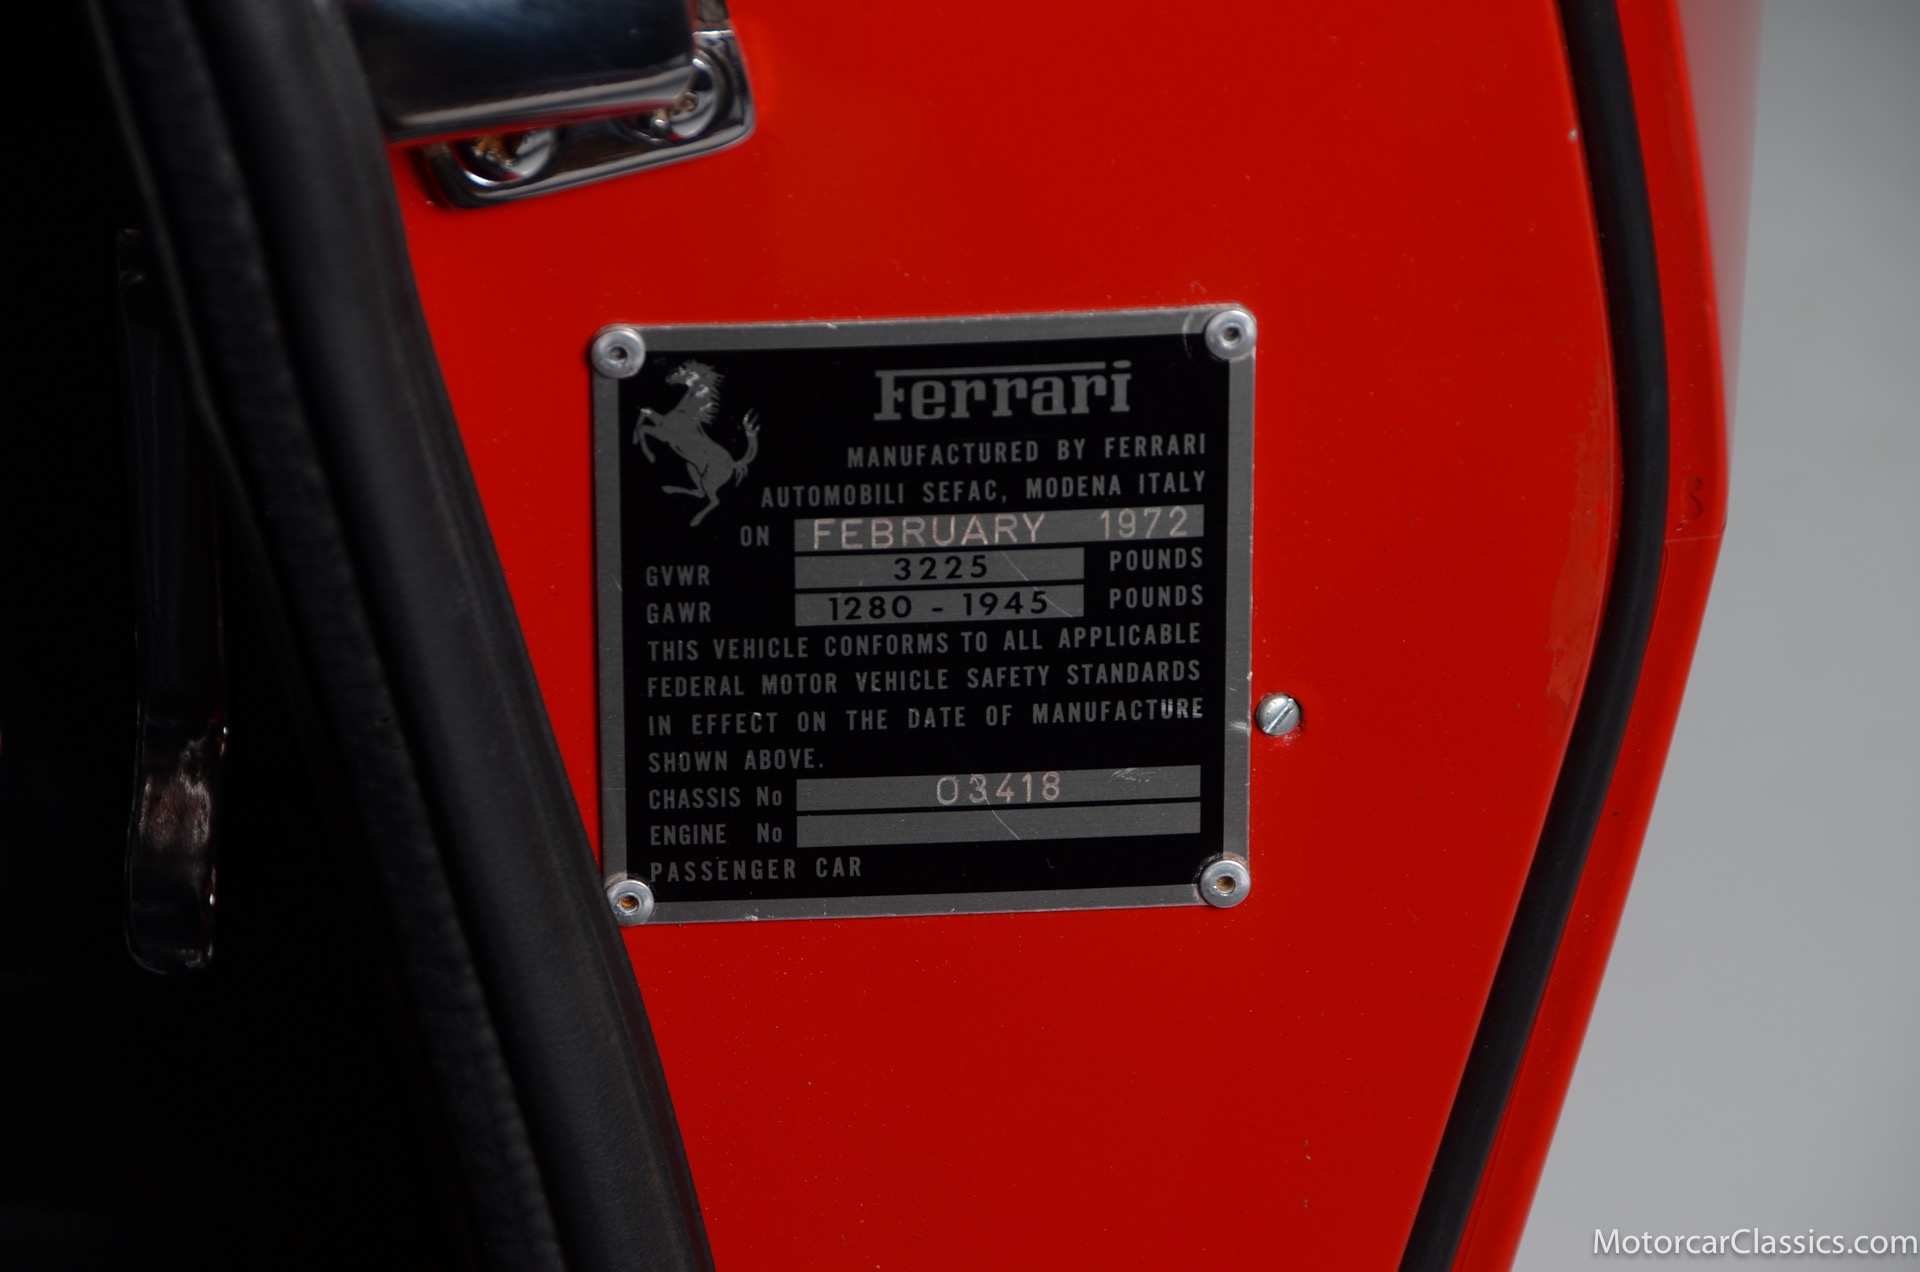 Ferrari
MANUFACTURED BY FERRARI
AUTOMOBILI SEFAC, MODENA ITALY
ON FEBRUARY 1972
GVWR 3225 POUNDS
GAWR 1280 - 1945 POUNDS
THIS VEHICLE CONFORMS TO ALL APPLICABLE
FEDERAL MOTOR VEHICLE SAFETY STANDARDS
IN EFFECT ON THE DATE OF MANUFACTURE
SHOWN ABOVE.
CHASSIS No 03418
ENGINE No
PASSENGER CAR
MotorcarClassics.com